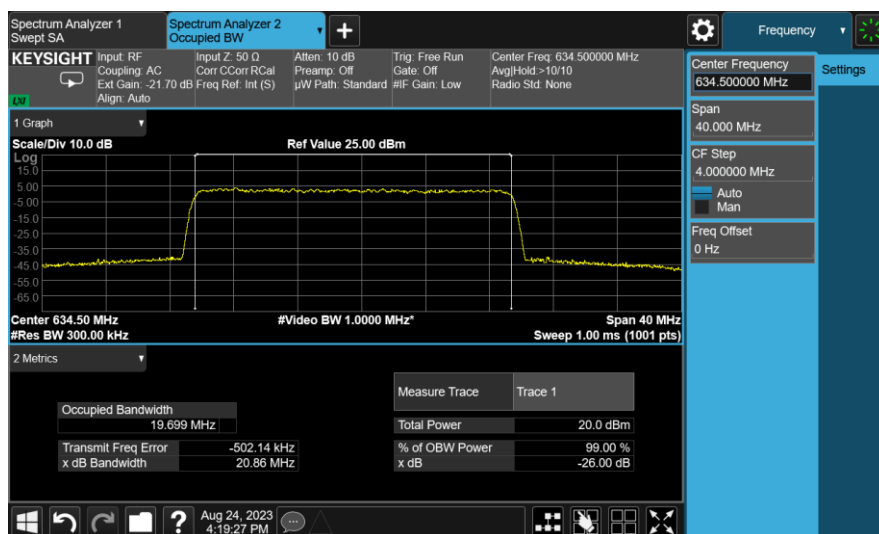 Spectrum Analyzer 1
Swept SA
Spectrum Analyzer 2
Occupied BW
+
Frequency
KEYSIGHT
LXI
Input: RF
Coupling: AC
Ext Gain: -21.70 dB
Align: Auto
Input Z: 50 Ω
Corr CCorr RCal
Freq Ref: Int (S)
Atten: 10 dB
Preamp: Off
µW Path: Standard
Trig: Free Run
Gate: Off
#IF Gain: Low
Center Freq: 634.500000 MHz
Avg|Hold:>10/10
Radio Std: None
Center Frequency
634.500000 MHz
Settings
Span
40.000 MHz
CF Step
4.000000 MHz
Auto
Man
Freq Offset
0 Hz
1 Graph
Scale/Div 10.0 dB
Ref Value 25.00 dBm
Log
15.0
5.00
-5.00
-15.0
-25.0
-35.0
-45.0
-55.0
-65.0
Center 634.50 MHz
#Video BW 1.0000 MHz*
Span 40 MHz
#Res BW 300.00 kHz
Sweep 1.00 ms (1001 pts)
2 Metrics
Measure Trace
Trace 1
Occupied Bandwidth
19.699 MHz
Total Power
20.0 dBm
Transmit Freq Error
-502.14 kHz
% of OBW Power
99.00 %
x dB Bandwidth
20.86 MHz
x dB
-26.00 dB
?
Aug 24, 2023
4:19:27 PM